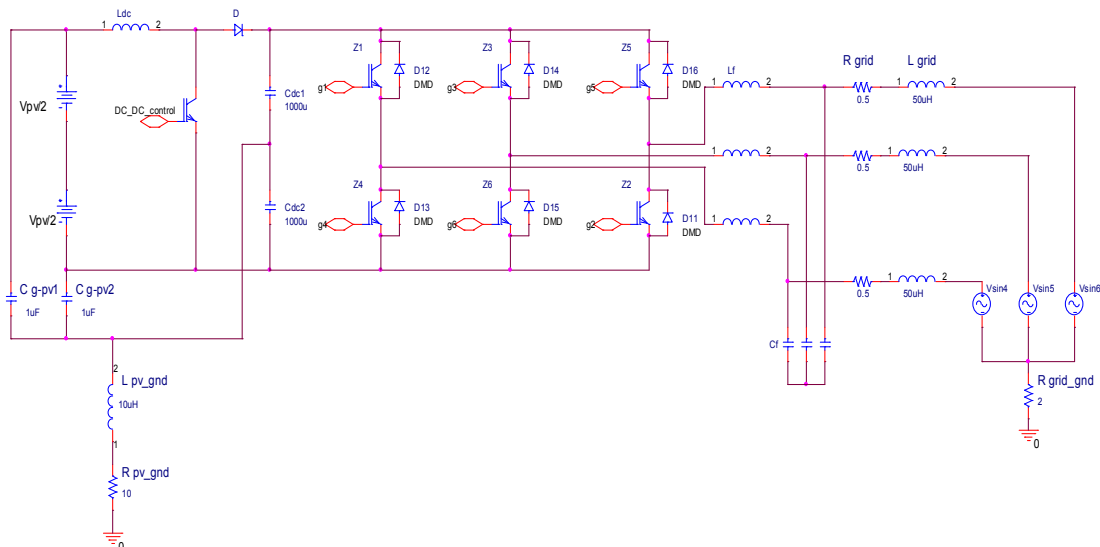 Ldc
D
1
2
Vpv/2
Vpv/2
DC_DC_control
Cdc1
1000u
Cdc2
1000u
Z1
D12
DMD
g1
Z3
D14
DMD
g3
Z5
D16
DMD
g5
Z4
D13
DMD
g4
Z6
D15
DMD
g6
Z2
D11
DMD
g2
Lf
1
2
1
2
1
2
R grid
L grid
0.5
1
2
50uH
0.5
1
2
50uH
0.5
1
2
50uH
Vsin4
Vsin5
Vsin6
Cf
R grid_gnd
2
0
C g-pv1
1uF
C g-pv2
1uF
2
L pv_gnd
10uH
1
R pv_gnd
10
0